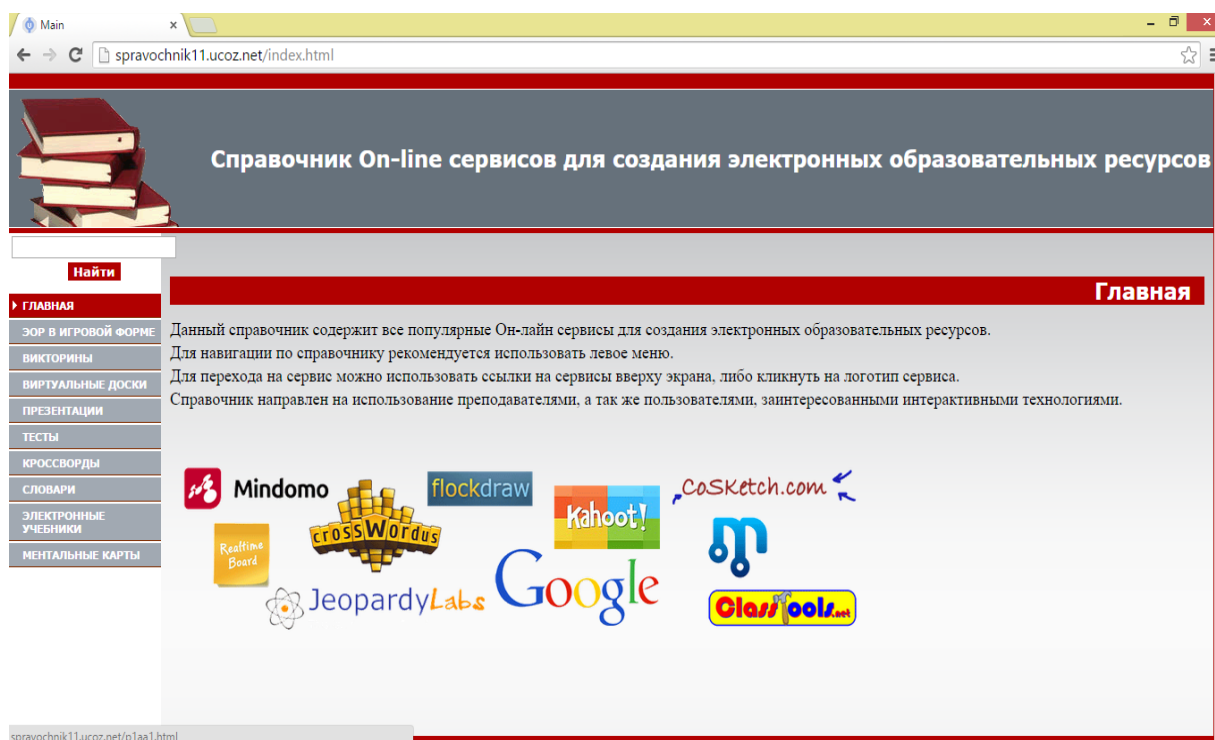 Main
spravochnik11.ucoz.net/index.html
Справочник On-line сервисов для создания электронных образовательных ресурсов
Найти
ГЛАВНАЯ
ЭОР В ИГРОВОЙ ФОРМЕ
ВИКТОРИНЫ
ВИРТУАЛЬНЫЕ ДОСКИ
ПРЕЗЕНТАЦИИ
ТЕСТЫ
КРОССВОРДЫ
СЛОВАРИ
ЭЛЕКТРОННЫЕ
УЧЕБНИКИ
МЕНТАЛЬНЫЕ КАРТЫ
Главная
Данный справочник содержит все популярные Он-лайн сервисы для создания электронных образовательных ресурсов.
Для навигации по справочнику рекомендуется использовать левое меню.
Для перехода на сервис можно использовать ссылки на сервисы вверху экрана, либо кликнуть на логотип сервиса.
Справочник направлен на использование преподавателями, а так же пользователями, заинтересованными интерактивными технологиями.
Mindomo
flockdraw
CoSketch.com
crossWordus
Kahoot!
Realtime
Board
JeopardyLabs
Google
ClassTools.net
spravochnik11.ucoz.net/p1aa1.html